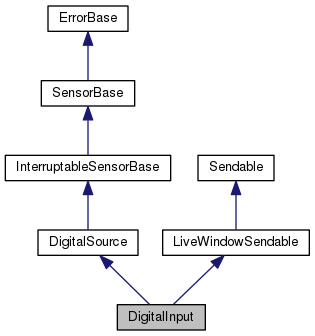 ErrorBase
SensorBase
InterruptableSensorBase
Sendable
DigitalSource
LiveWindowSendable
DigitalInput